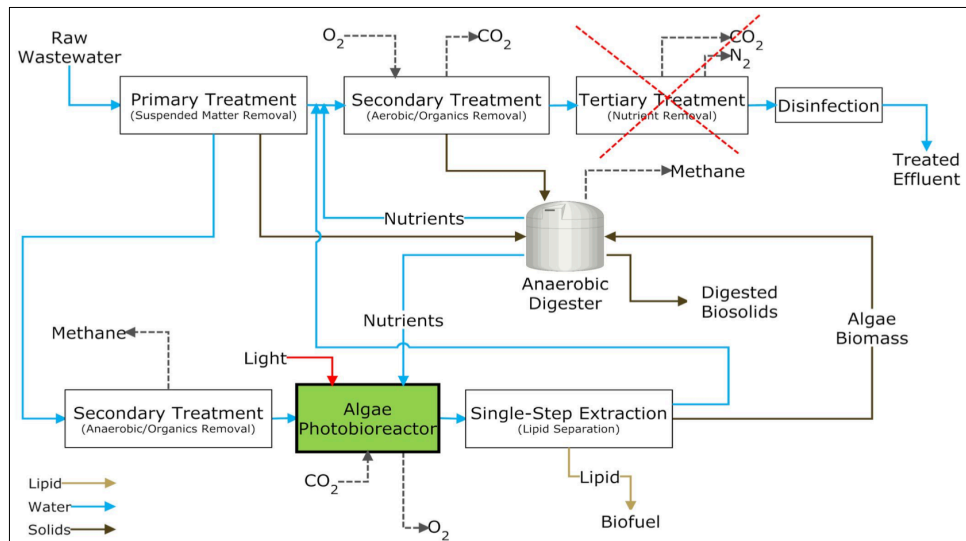 Raw
Wastewater
O2
CO2
CO2
N2
Primary Treatment
(Suspended Matter Removal)
Secondary Treatment
(Aerobic/Organics Removal)
Tertiary Treatment
(Nutrient Removal)
Disinfection
Treated
Effluent
Methane
Nutrients
Anaerobic
Digester
Digested
Biosolids
Nutrients
Algae
Biomass
Methane
Light
Secondary Treatment
(Anaerobic/Organics Removal)
Algae
Photobioreactor
Single-Step Extraction
(Lipid Separation)
CO2
O2
Lipid
Biofuel
Lipid
Water
Solids